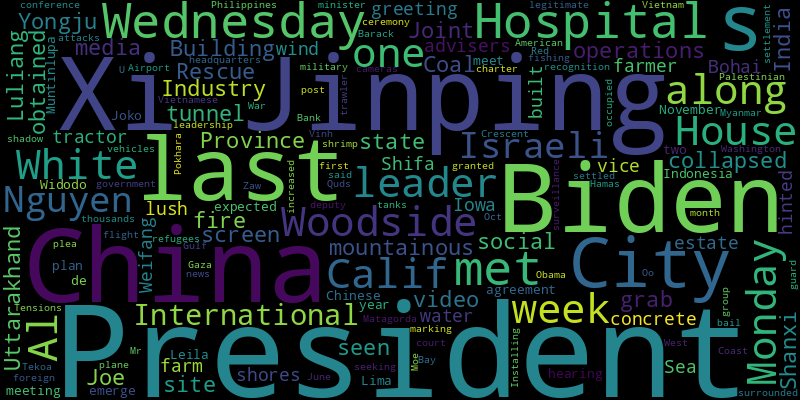 conference Philippines minister greeting ceremony legitimate Vietnam
Yongju Wednesday Barak Joint Hospital s settlement India
attacks media Building wind one advisers Red fishing American recognition
Luliang obtained Muntinlupa headquarters Rescue U Airport military cameras Coal meet operations farmer Bohai Palestinian
Xi Jinping
Industry post charter trawler built occupied along November Myanmar
Joko tunnel War Bank
shadow tractor Vietnamese leadership Province Vinh shrimp state Crescent Israeli two House Washington
vehicles Pokhara last first Shifa vice collapsed
White Widodo government Zaw increased said Quds leader Iowa surveillance settled Hamas Biden Indonesia hinted
Nguyen lush expected granted tanks Oct month
thousands fire deputy Woodside social estate
Uttarakhand China plea screen mountainous City Obama Oo
flight refugees Gulf Calif met
plan Weifang Gaza Chinese agreement grab group guard Monday Shanxi
Tensions de news year video week
Al International Matagorda water marking concrete bail
President
plane Mr Leila seen court Installing West Coast
Tekoa farm shores Bay Moe seeking hearing Sea
foreign Joe site June Lima
meeting emerge surrounded